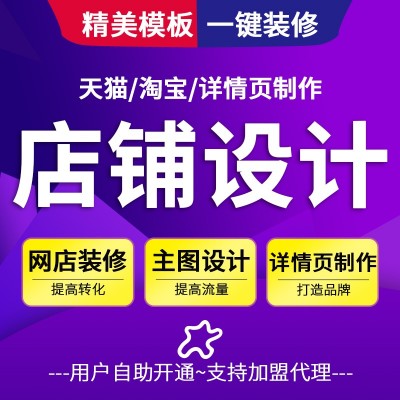 精美模板 一键装修
天猫/淘宝/详情页制作
店铺设计
网店装修 主图设计 详情页制作
提高转化 提高流量 打造品牌
---用户自助开通~支持加盟代理---